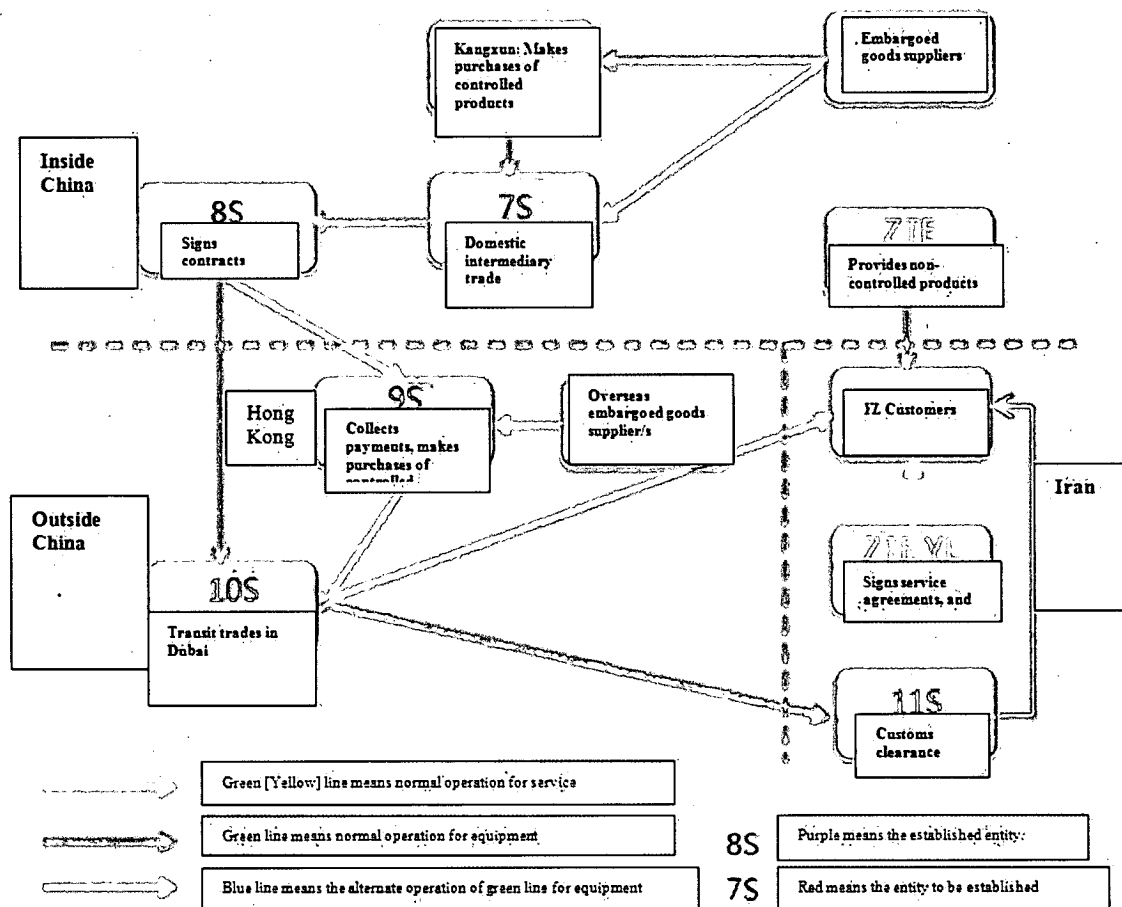 Kangxun: Makes
purchases of
controlled
products
Embargoed
goods suppliers
Inside
China
8S
Signs
contracts
7S
Domestic
intermediary
trade
ZTE
Provides non-
controlled products
Hong
Kong
9S
Collects
payments, makes
purchases of
controlled
Overseas
embargoed goods
supplier/s
YL Customers
Iran
Outside
China
10S
Transit trades in
Dubai
Signs service
agreements, and
11S
Customs
clearance
Green [Yellow] line means normal operation for service
Green line means normal operation for equipment
Blue line means the alternate operation of green line for equipment
8S
Purple means the established entity.
7S
Red means the entity to be established